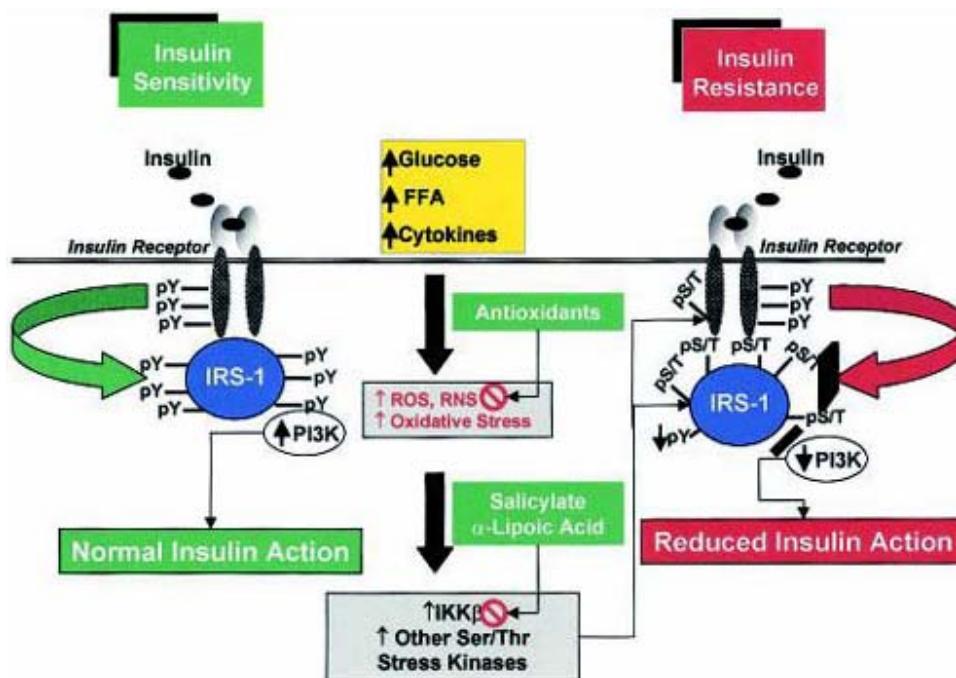 Insulin
Sensitivity
Insulin
Resistance
Insulin
↑Glucose
↑ FFA
↑Cytokines
Insulin
Insulin Receptor
Insulin Receptor
pY
pY
pY
pS/T
pY
pY
pY
Antioxidants
pY
pY
pY
IRS-1
pY
pY
pY
↑ ROS, RNS
↑ Oxidative Stress
pS/T
pS/T
pS/T
pS/T
IRS-1
pS/T
↓pY
↑PI3K
↓PI3K
Salicylate
α-Lipoic Acid
Normal Insulin Action
Reduced Insulin Action
↑IKKβ
↑ Other Ser/Thr
Stress Kinases